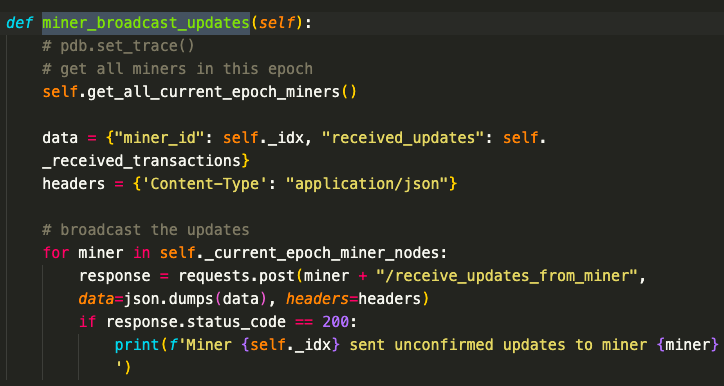 def miner_broadcast_updates(self):
# pdb.set_trace()
# get all miners in this epoch
self.get_all_current_epoch_miners()
data = {"miner_id": self._idx, "received_updates": self.
_received_transactions}
headers = {'Content-Type': "application/json"}
# broadcast the updates
for miner in self._current_epoch_miner_nodes:
response = requests.post(miner + "/receive_updates_from_miner",
data=json.dumps(data), headers=headers)
if response.status_code == 200:
print(f'Miner {self._idx} sent unconfirmed updates to miner {miner}
')